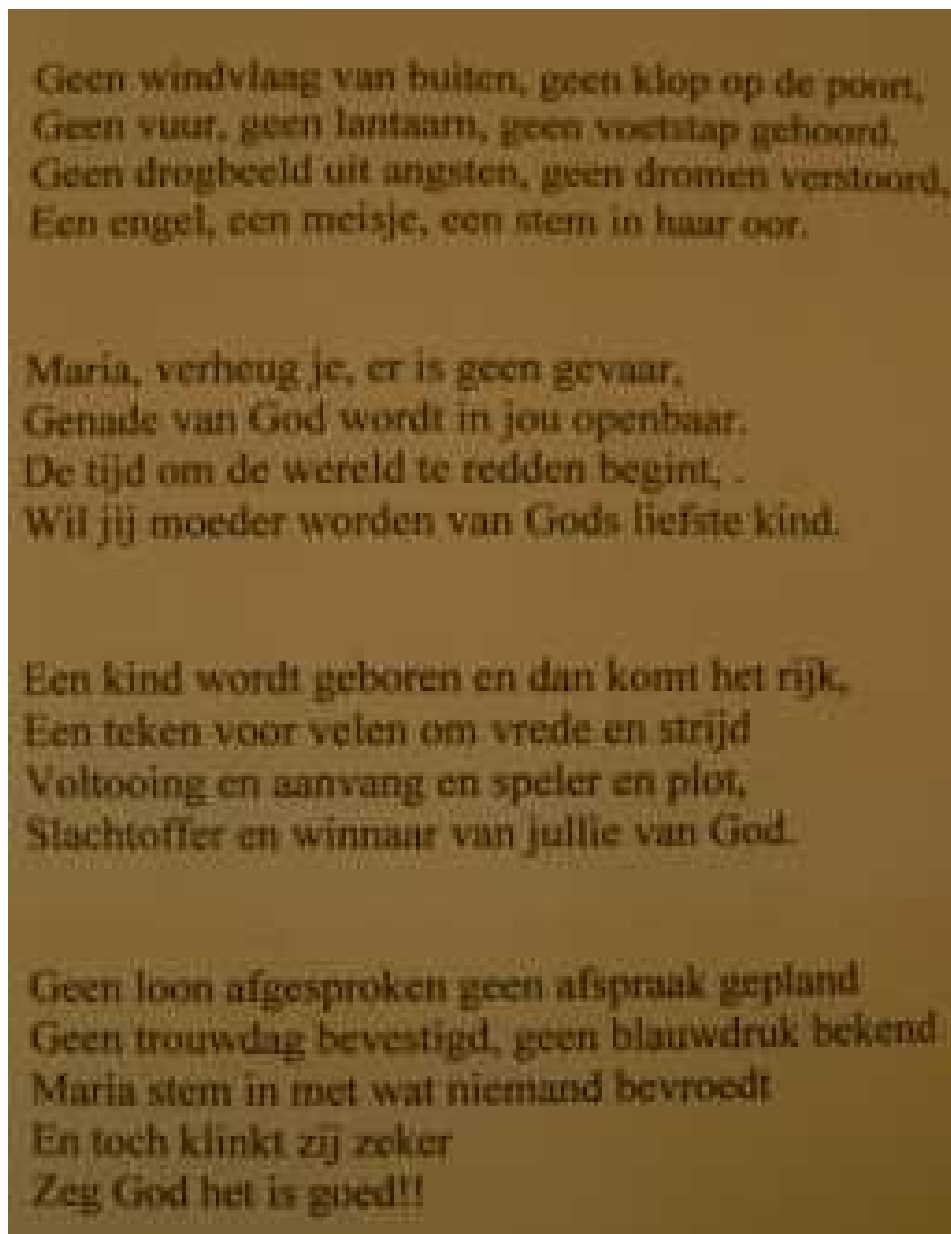 Geen windvlaag van buiten, geen klop op de poort,
Geen vuur, geen lantaarn, geen voetstap gehoord.
Geen drogbeeld uit angsten, geen dromen verstoord,
Een engel, een meisje, een stem in haar oor.
Maria, verheug je, er is geen gevaar,
Genade van God wordt in jou openbaar.
De tijd om de wereld te redden begint, .
Wil jij moeder worden van Gods liefste kind.
Een kind wordt geboren en dan komt het rijk,
Een teken voor velen om vrede en strijd
Voltooing en aanvang en speler en plot,
Slachtoffer en winnaar van jullie van God.
Geen loon afgesproken geen afspraak gepland
Geen trouwdag bevestigd, geen blauwdruk bekend
Maria stem in met wat niemand bevroedt
En toch klinkt zij zeker
Zeg God het is goed!!